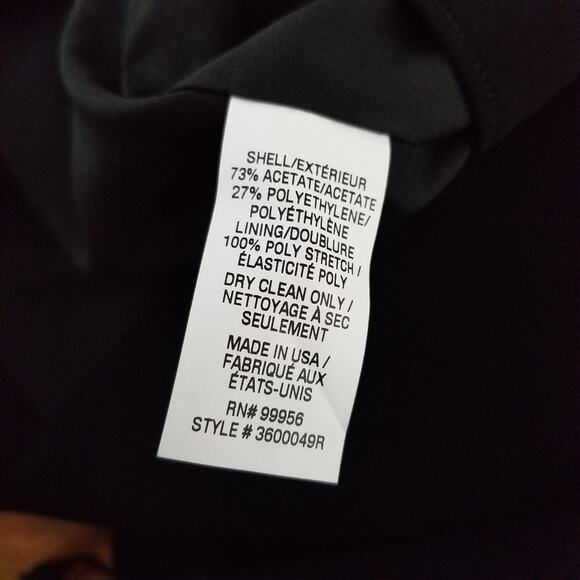 SHELL/EXTÉRIEUR
73% ACETATE/ACETATE
27% POLYETHYLENE/
POLYÉTHYLÈNE
LINING/DOUBLURE
100% POLY STRETCH /
ÉLASTICITÉ POLY
DRY CLEAN ONLY /
NETTOYAGE À SEC
SEULEMENT
MADE IN USA /
FABRIQUÉ AUX
ÉTATS-UNIS
RN# 99956
STYLE # 3600049R